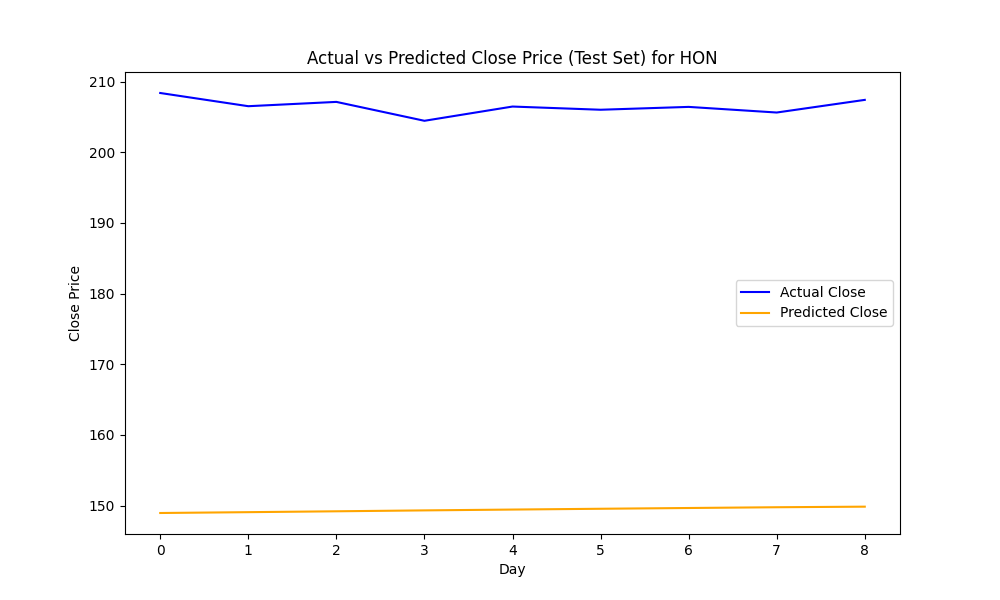 Actual vs Predicted Close Price (Test Set) for HON
210
200
190
180
170
160
150
Close Price
Actual Close
Predicted Close
0 1 2 3 4 5 6 7 8
Day